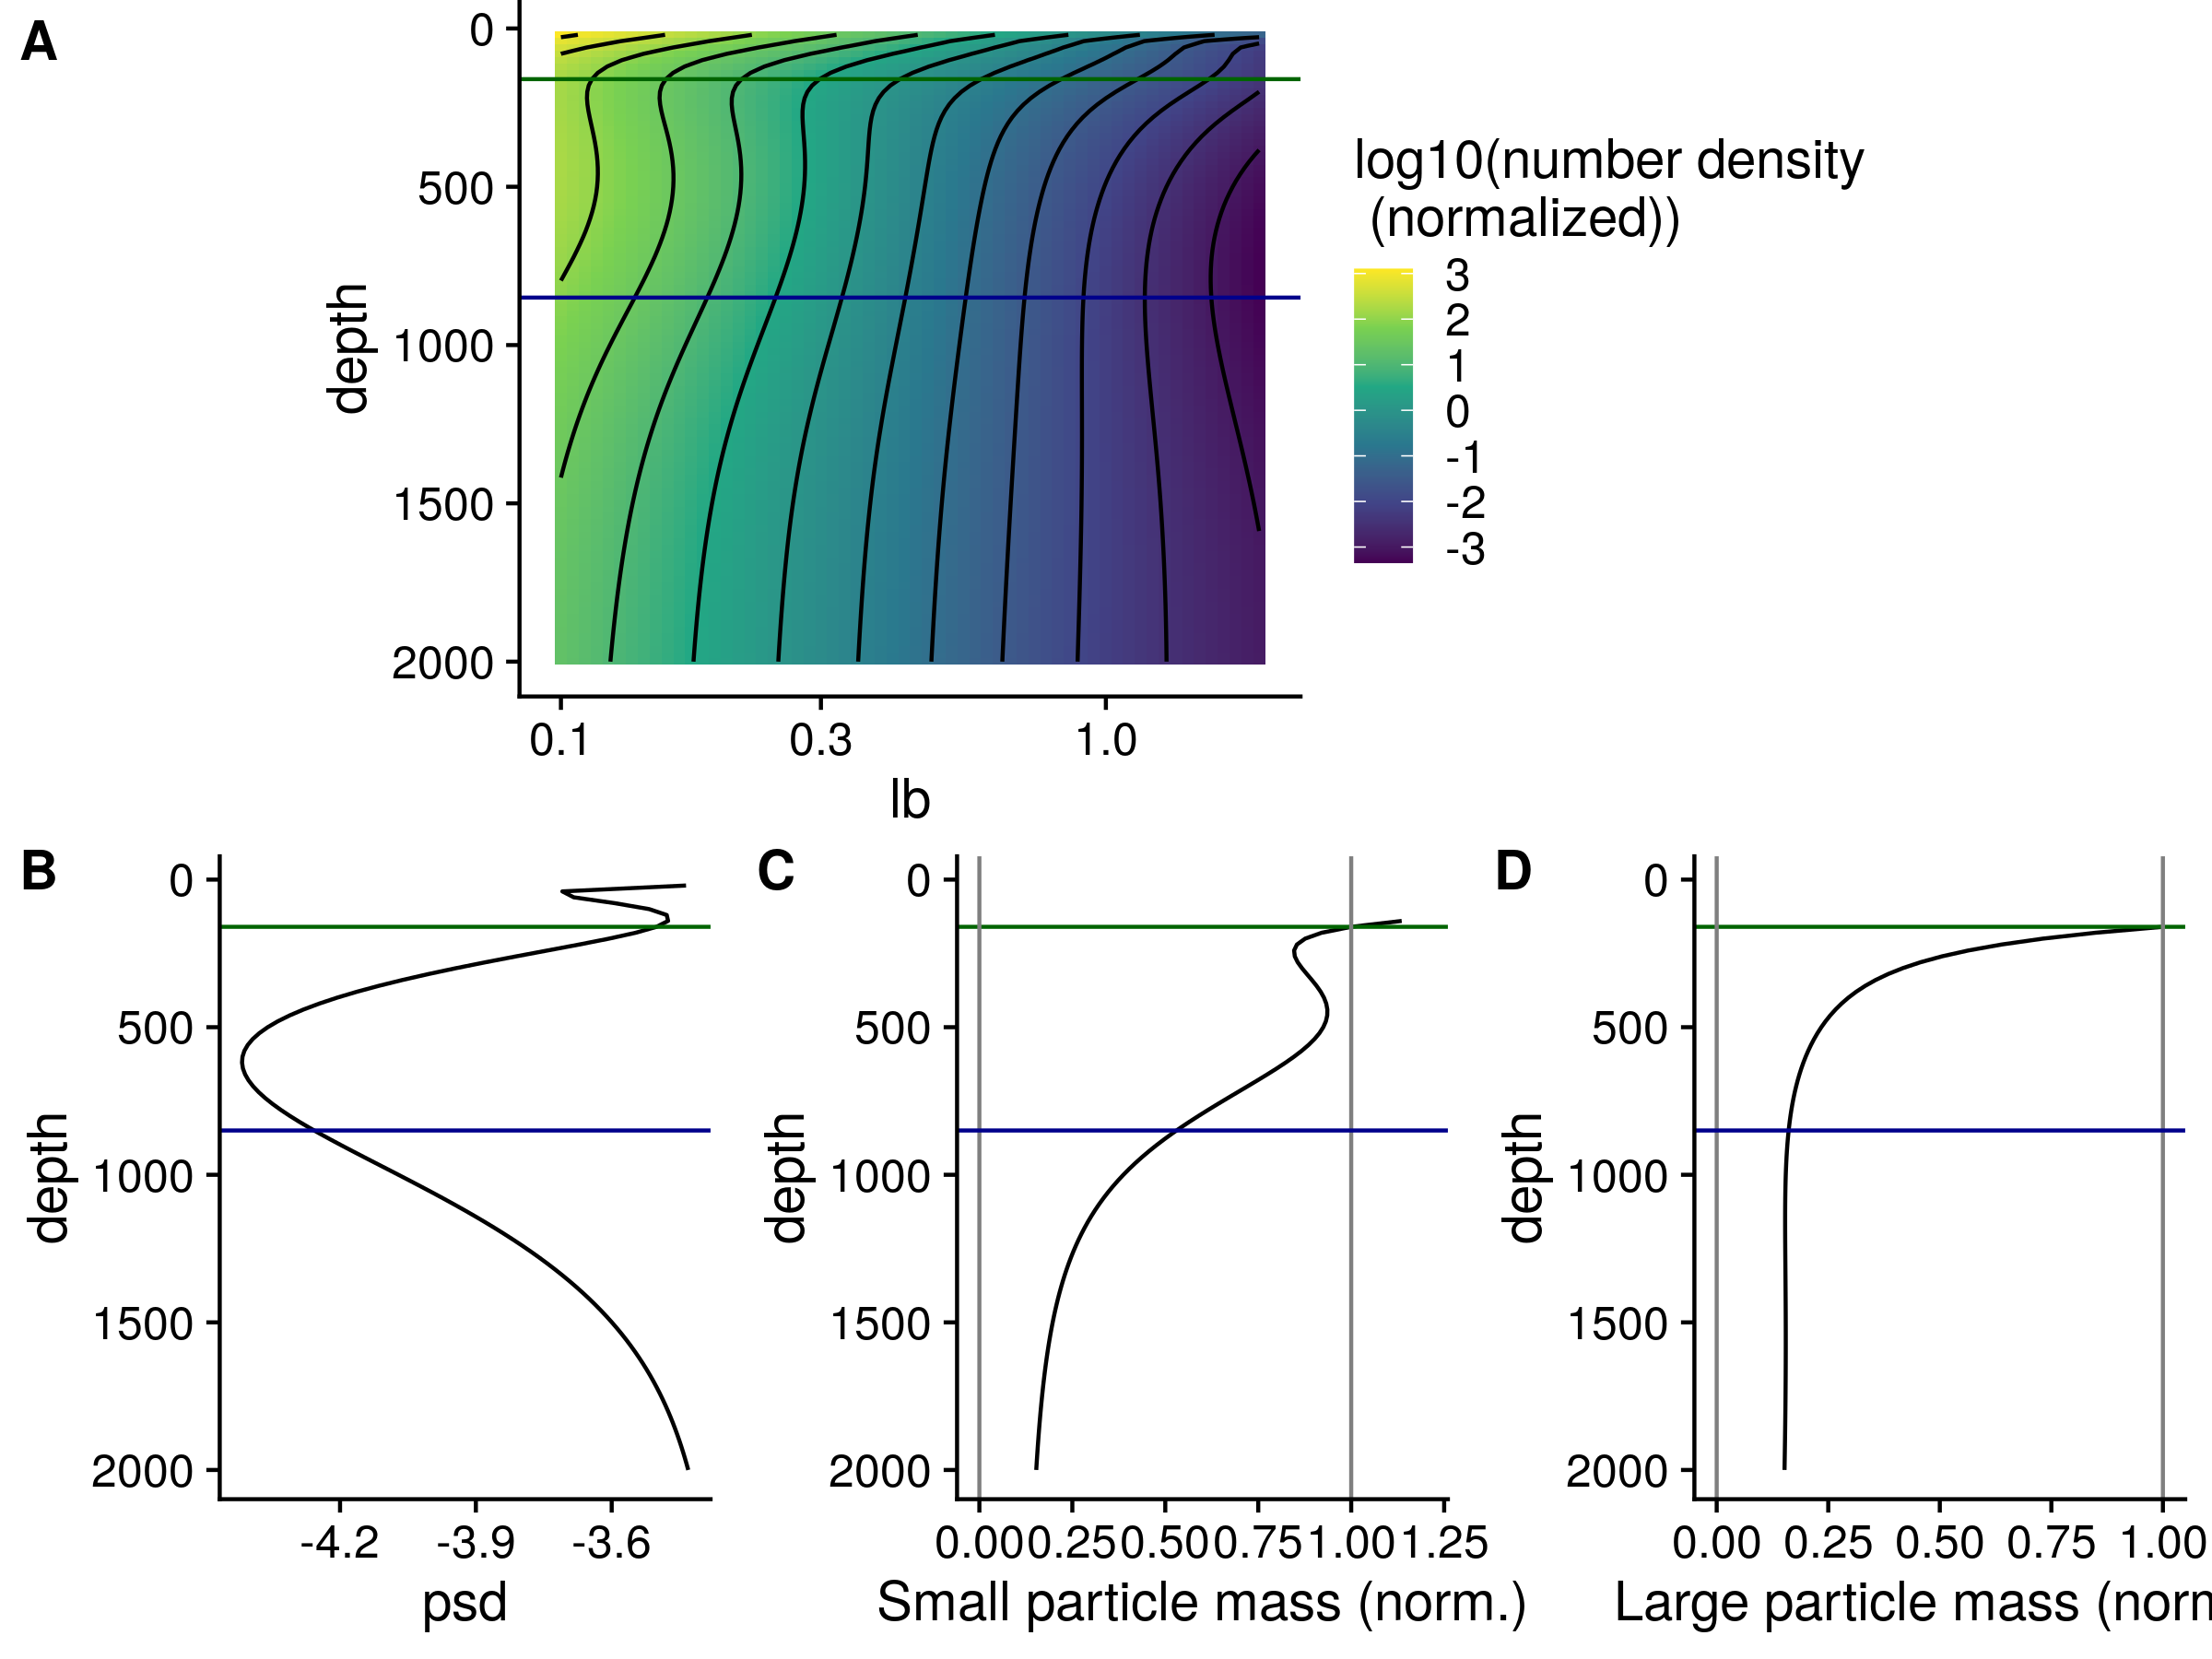 A
0
500
1000
1500
2000
depth
0.1
0.3
1.0
lb
log10(number density
(normalized))
3
2
1
0
-1
-2
-3
B
0
500
1000
1500
2000
depth
-4.2
-3.9
-3.6
psd
C
0
500
1000
1500
2000
depth
0.00 0.25 0.50 0.75 1.00 1.25
Small particle mass (norm.)
D
0
500
1000
1500
2000
depth
0.00 0.25 0.50 0.75 1.00
Large particle mass (norn